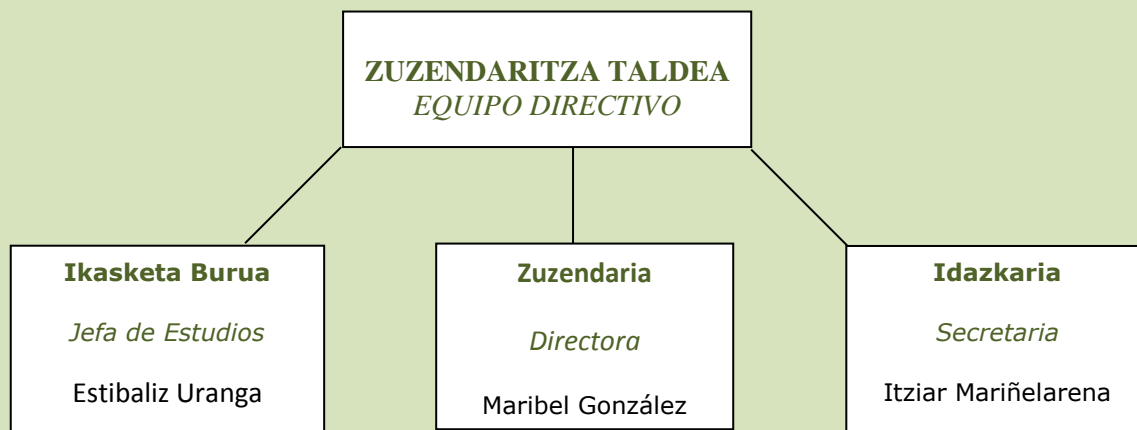 ZUZENDARITZA TALDEA
EQUIPO DIRECTIVO
Ikasketa Burua
Jefa de Estudios
Estibaliz Uranga
Zuzendaria
Directora
Maribel González
Idazkaria
Secretaria
Itziar Mariñelarena